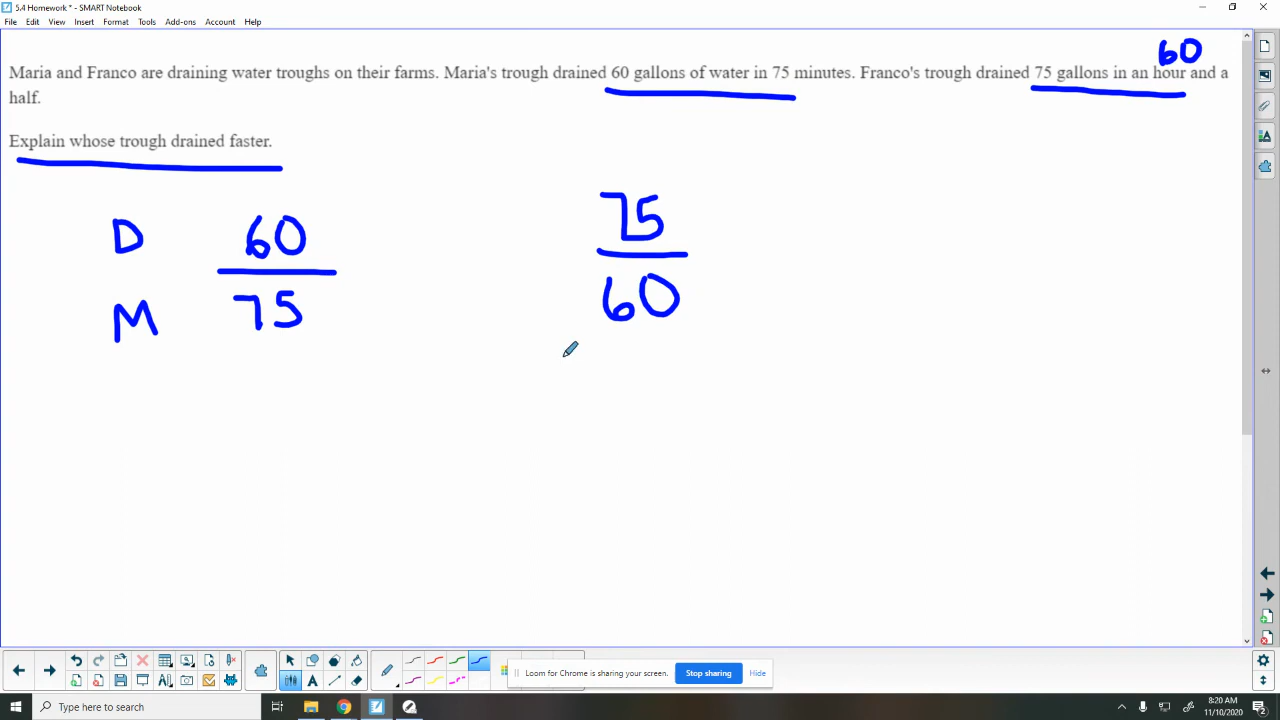 5.4 Homework * - SMART Notebook
File Edit View Insert Format Tools Add-ons Account Help
60
Maria and Franco are draining water troughs on their farms. Maria's trough drained 60 gallons of water in 75 minutes. Franco's trough drained 75 gallons in an hour and a
half.
Explain whose trough drained faster.
D 60 75
M 75 60
Loom for Chrome is sharing your screen. Stop sharing Hide
Type here to search
8:20 AM
11/10/2020
2